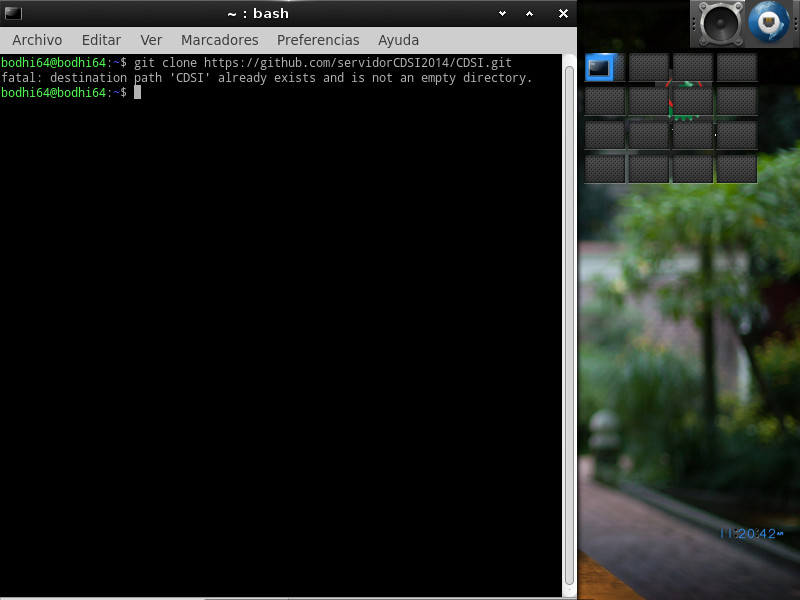 ~ : bash
Archivo Editar Ver Marcadores Preferencias Ayuda
bodhi64@bodhi64:~$ git clone https://github.com/servidorCDSI2014/CDSI.git
fatal: destination path 'CDSI' already exists and is not an empty directory.
bodhi64@bodhi64:~$
11:20:42 AM